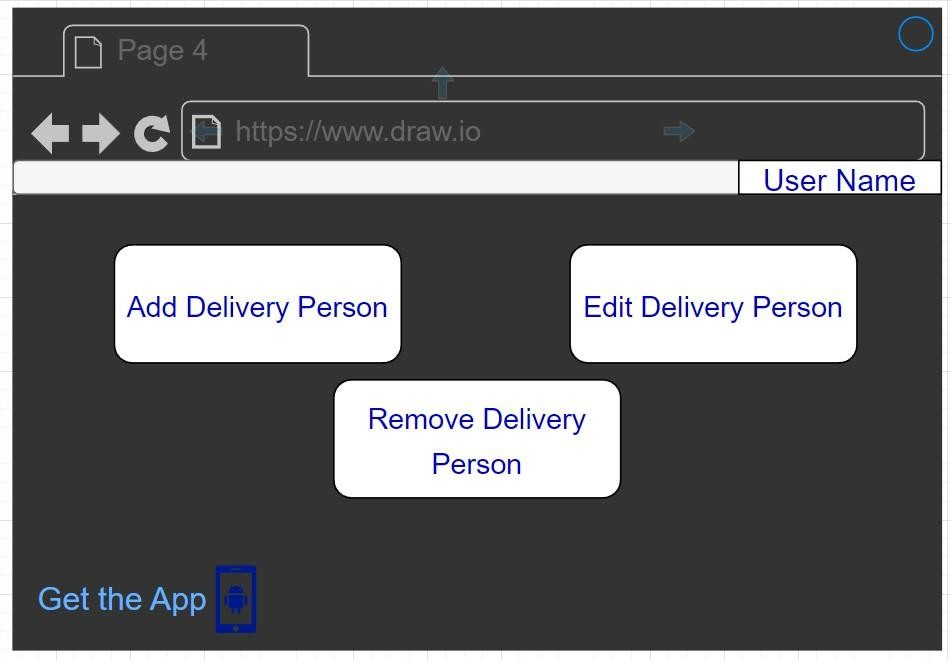 Page 4
https://www.draw.io
User Name
Add Delivery Person
Edit Delivery Person
Remove Delivery
Person
Get the App